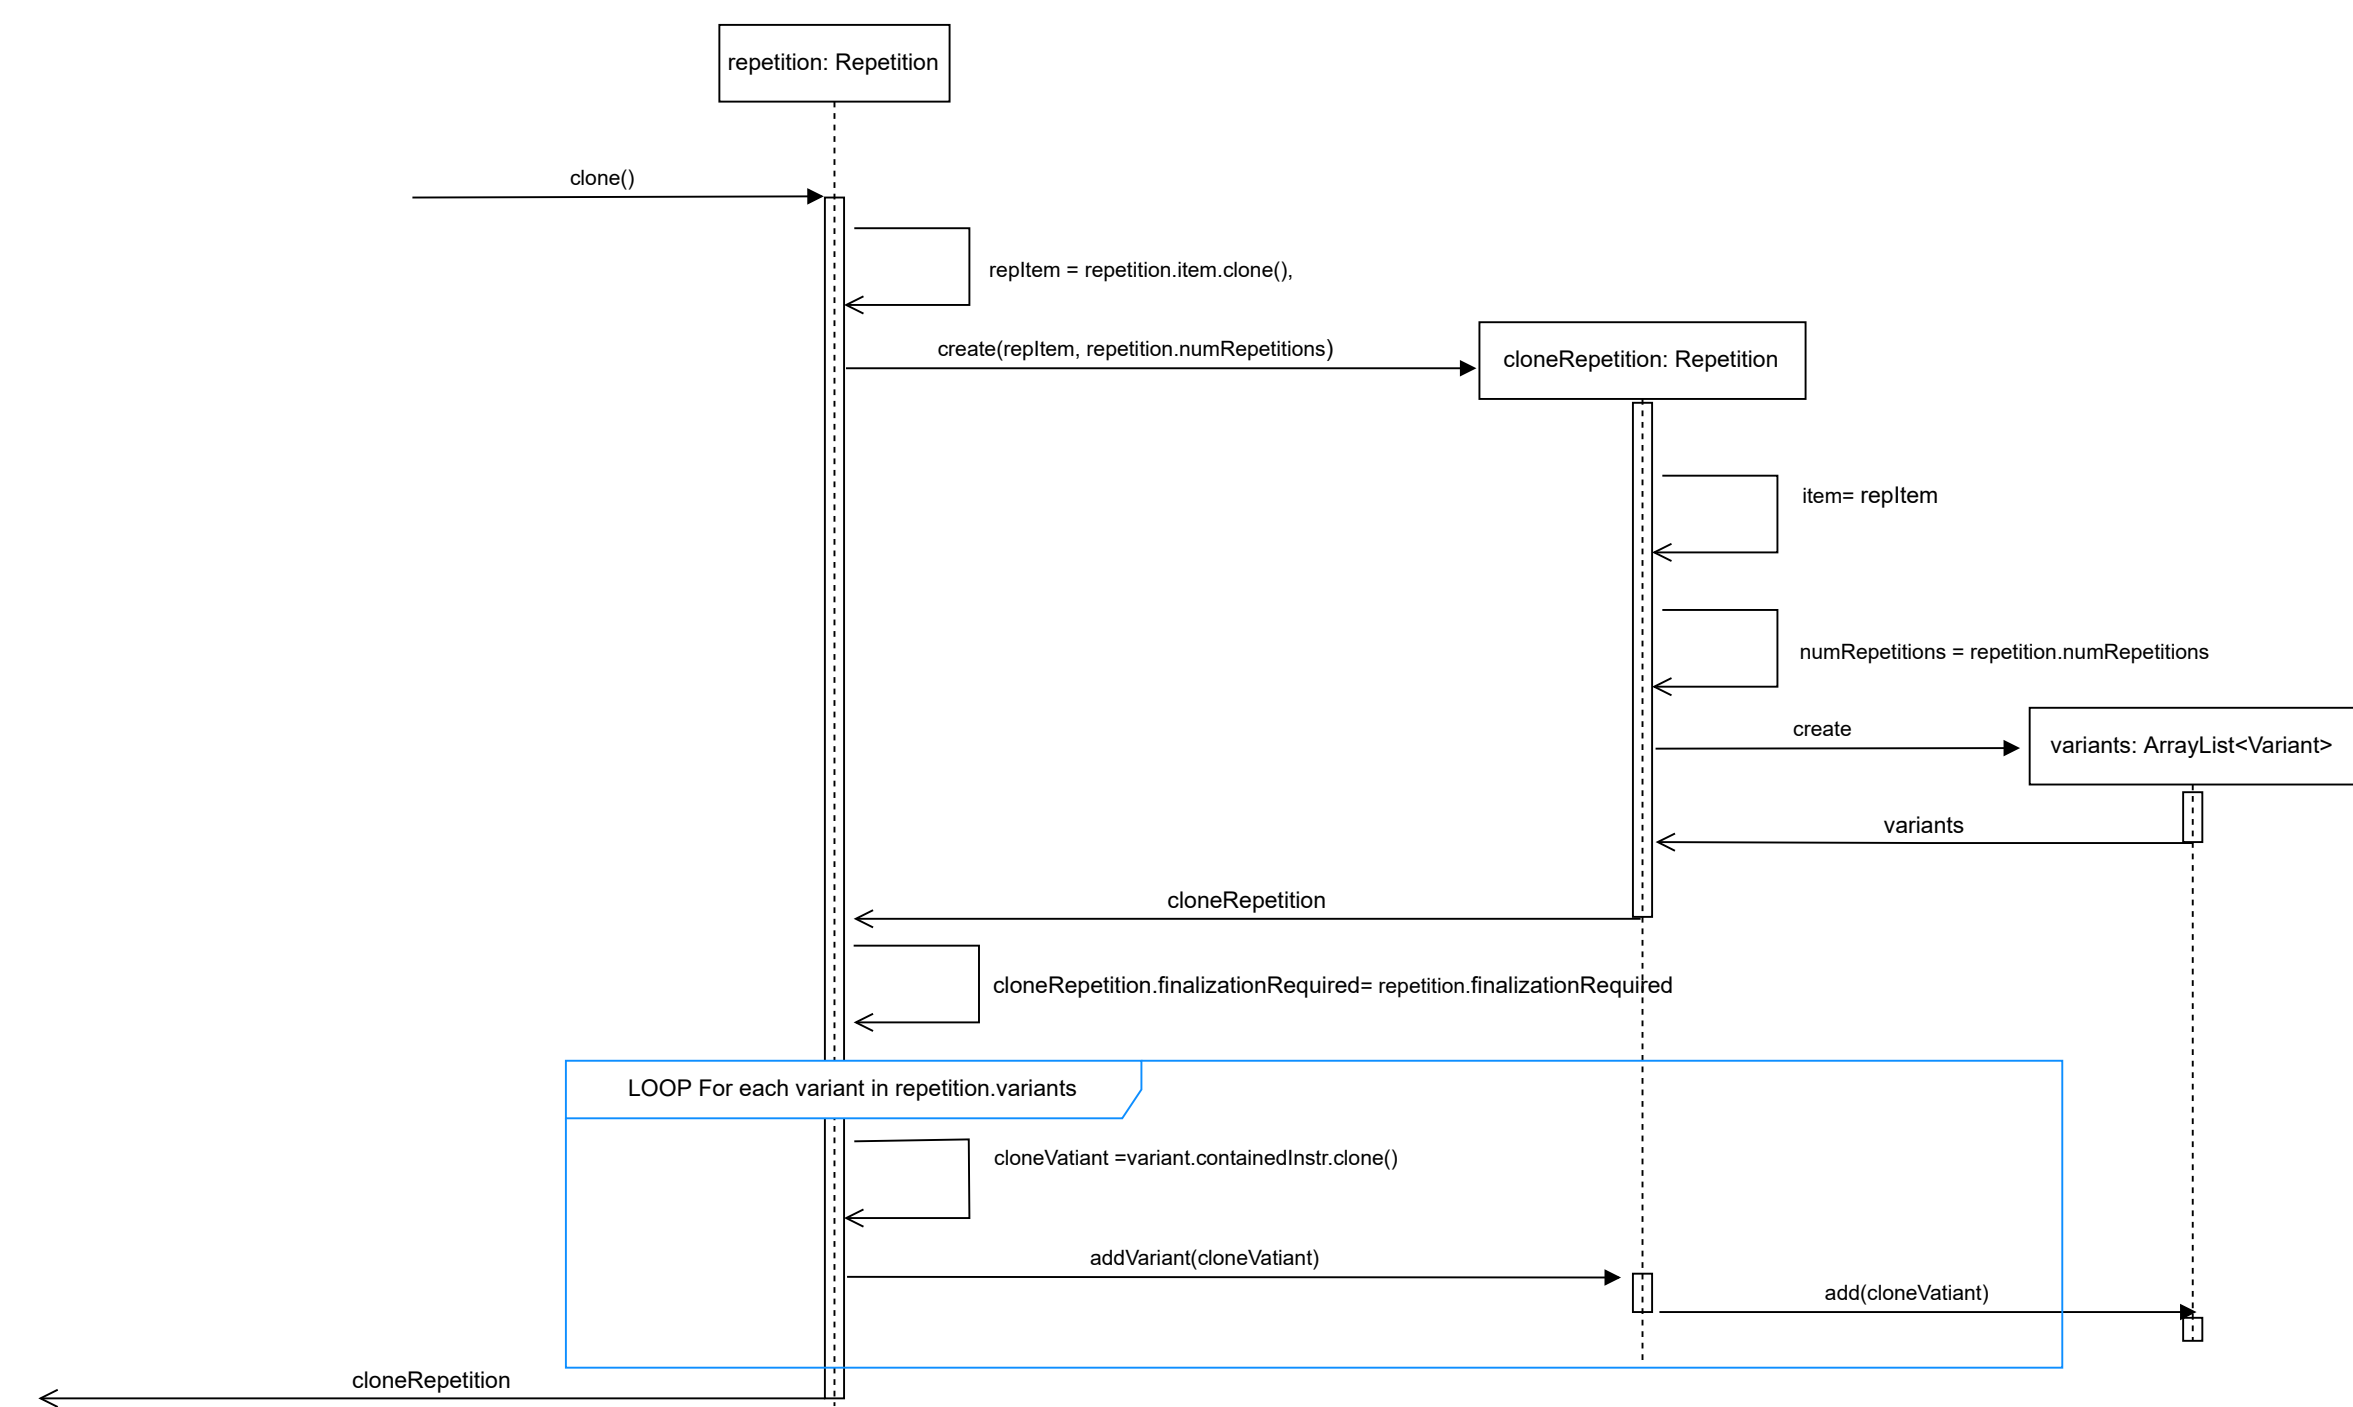 repetition: Repetition
clone()
repItem = repetition.item.clone(),
create(repItem, repetition.numRepetitions)
cloneRepetition: Repetition
item= repItem
numRepetitions = repetition.numRepetitions
create
variants: ArrayList<Variant>
variants
cloneRepetition
cloneRepetition.finalizationRequired= repetition.finalizationRequired
LOOP For each variant in repetition.variants
cloneVatiant =variant.containedInstr.clone()
addVariant(cloneVatiant)
add(cloneVatiant)
cloneRepetition